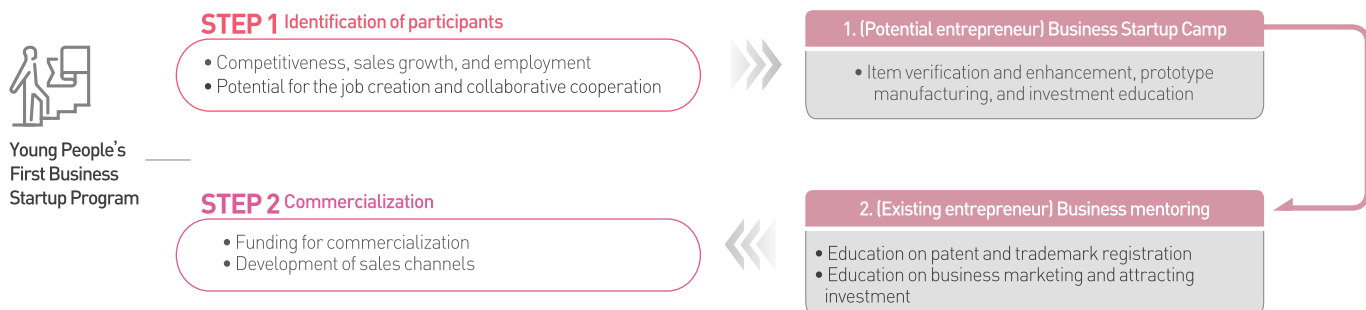 Young People's
First Business
Startup Program
STEP 1 Identification of participants
• Competitiveness, sales growth, and employment
• Potential for the job creation and collaborative cooperation
1. (Potential entrepreneur) Business Startup Camp
• Item verification and enhancement, prototype
manufacturing, and investment education
2. (Existing entrepreneur) Business mentoring
• Education on patent and trademark registration
• Education on business marketing and attracting
investment
STEP 2 Commercialization
• Funding for commercialization
• Development of sales channels